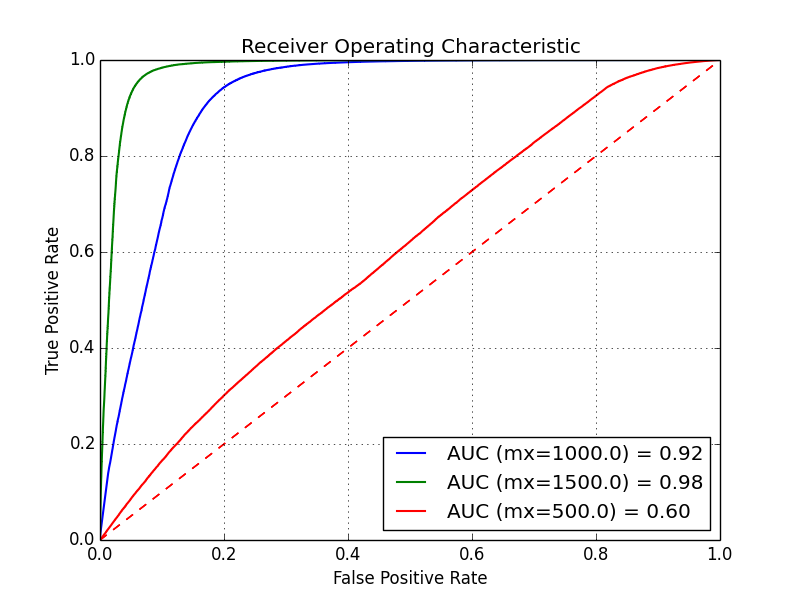 Receiver Operating Characteristic
1.0
0.8
0.6
0.4
0.2
0.0
True Positive Rate
AUC (mx=1000.0) = 0.92
AUC (mx=1500.0) = 0.98
AUC (mx=500.0) = 0.60
0.0 0.2 0.4 0.6 0.8 1.0
False Positive Rate